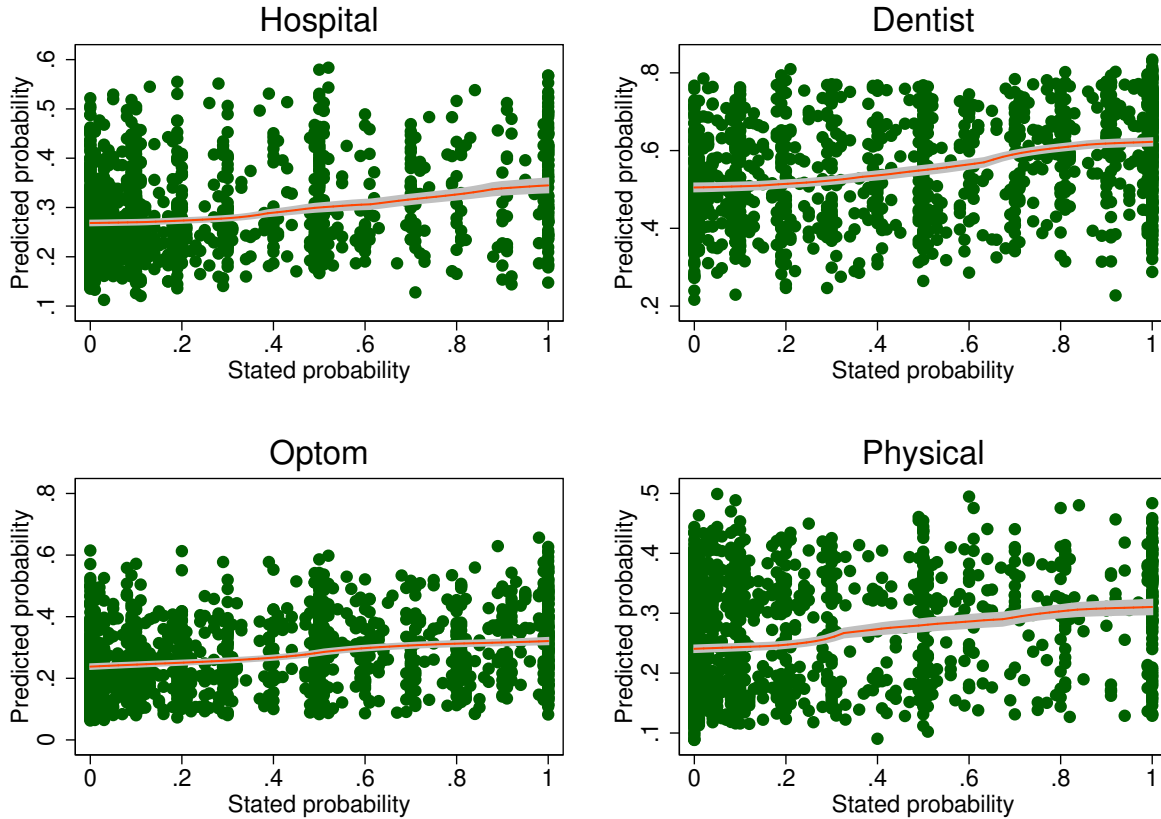 Hospital
Predicted probability
.6
.5
.4
.3
.2
.1
0 .2 .4 .6 .8 1
Stated probability
Dentist
Predicted probability
.8
.6
.4
.2
0 .2 .4 .6 .8 1
Stated probability
Optom
Predicted probability
.8
.6
.4
.2
0
0 .2 .4 .6 .8 1
Stated probability
Physical
Predicted probability
.5
.4
.3
.2
.1
0 .2 .4 .6 .8 1
Stated probability